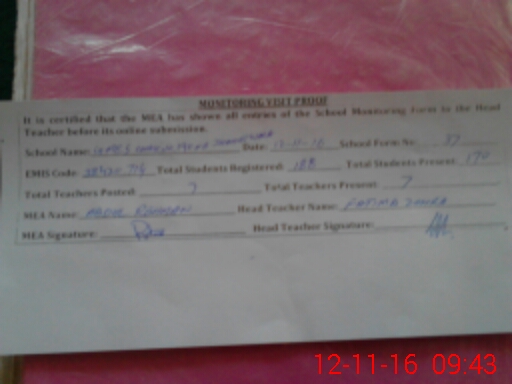 MONITORING VISIT PROOF
It is certified that the MEA has shown all entries of the School Monitoring Form to the Head
Teacher before its online submission.
School Name: Date: 12-11-16 School Form No: 37
EMIS Code: Total Students Registered: 188 Total Students Present: 170
Total Teachers Posted: 7 Total Teachers Present: 7
MEA Name: ABDUL Head Teacher Name: FATIMA ZAHRA
MEA Signature: Head Teacher Signature:
12-11-16 09:43